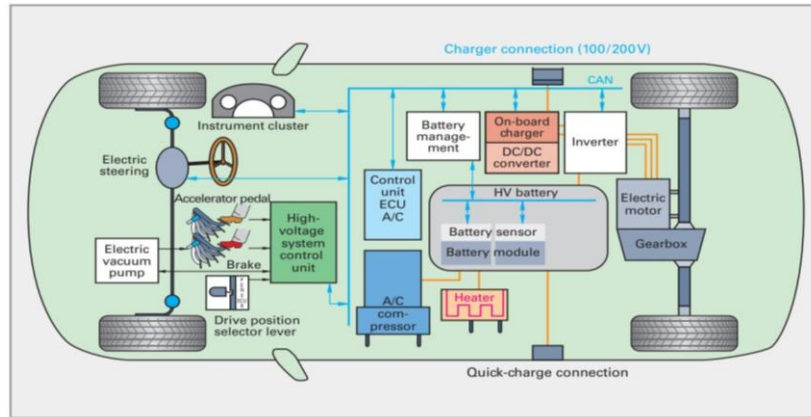 Charger connection (100/200 V)
CAN
Instrument cluster
Battery
manage-
ment
On-board
charger
DC/DC
converter
Inverter
Electric
steering
Control
unit
ECU
A/C
HV battery
Electric
motor
Accelerator pedal
High-
voltage
system
control
unit
Battery sensor
Battery module
Gearbox
Electric
vacuum
pump
Brake
A/C
com-
pressor
Heater
Drive position
selector lever
Quick-charge connection